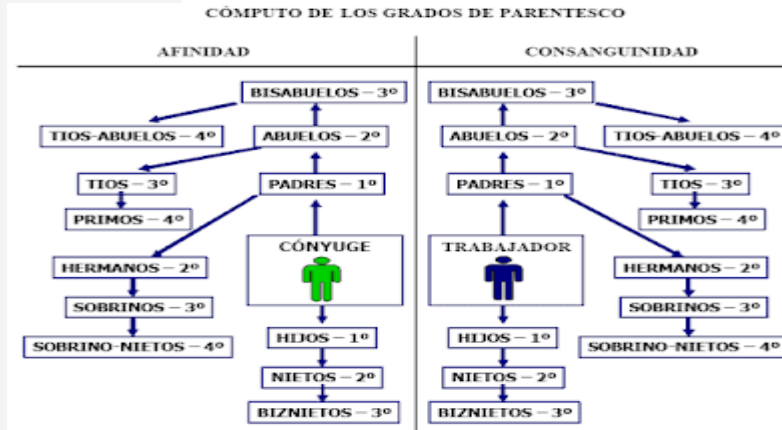 CÓMPUTO DE LOS GRADOS DE PARENTESCO
AFINIDAD
CONSANGUINIDAD
BISABUELOS – 3º
TIOS-ABUELOS – 4º
ABUELOS – 2º
TIOS – 3º
PADRES – 1º
PRIMOS – 4º
CÓNYUGE
HERMANOS – 2º
SOBRINOS – 3º
SOBRINO-NIETOS – 4º
HIJOS – 1º
NIETOS – 2º
BIZNIETOS – 3º
BISABUELOS – 3º
ABUELOS – 2º
TIOS-ABUELOS – 4º
PADRES – 1º
TIOS – 3º
PRIMOS – 4º
TRABAJADOR
HERMANOS – 2º
SOBRINOS – 3º
SOBRINO-NIETOS – 4º
HIJOS – 1º
NIETOS – 2º
BIZNIETOS – 3º